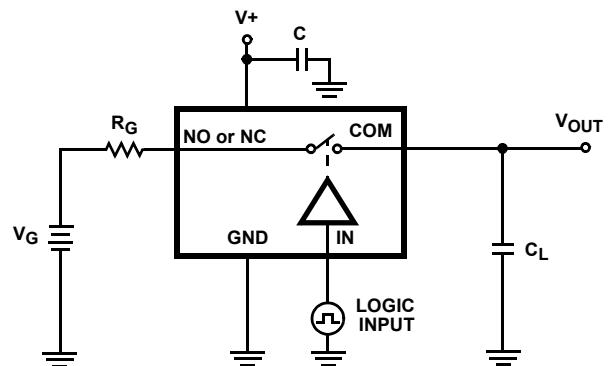 V+
C
RG
NO or NC
COM
VOUT
VG
GND
IN
CL
LOGIC
INPUT